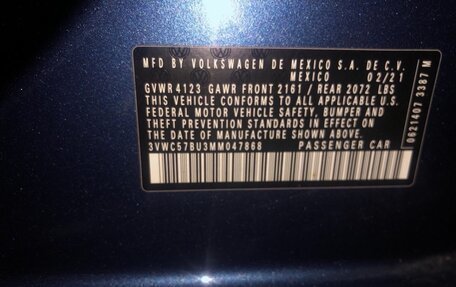 MFD BY VOLKSWAGEN DE MEXICO S.A. DE C.V.
MEXICO 02/21
GVWR 4123 GAWR FRONT 2161 / REAR 2072 LBS
THIS VEHICLE CONFORMS TO ALL APPLICABLE
FEDERAL MOTOR VEHICLE SAFETY, BUMPER AND
THEFT PREVENTION STANDARDS IN EFFECT ON
THE DATE OF MANUFACTURE SHOWN ABOVE.
3VWC57BU3MM047868 PASSENGER CAR
0621407 3387 M